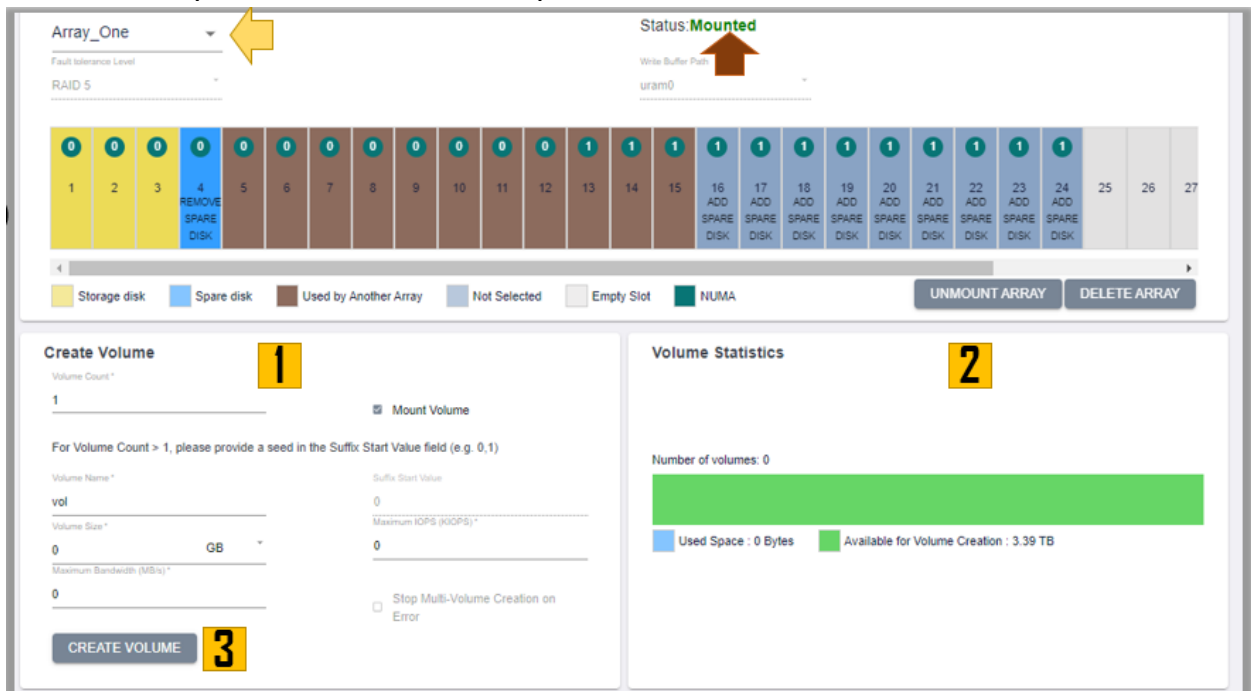 Array_One
Status:Mounted
Fault tolerance Level
Write Buffer Path
RAID 5
uram0
0 0 0 0 0 0 0 0 0 0 0 0 1 1 1 1 1 1 1 1 1 1 1 1
1 2 3 4 5 6 7 8 9 10 11 12 13 14 15 16 17 18 19 20 21 22 23 24 25 26 27
REMOVE ADD ADD ADD ADD ADD ADD ADD ADD ADD
SPARE SPARE SPARE SPARE SPARE SPARE SPARE SPARE SPARE SPARE
DISK DISK DISK DISK DISK DISK DISK DISK DISK DISK
Storage disk Spare disk Used by Another Array Not Selected Empty Slot NUMA UNMOUNT ARRAY DELETE ARRAY
Create Volume
1
Volume Count *
1
Mount Volume
For Volume Count > 1, please provide a seed in the Suffix Start Value field (e.g. 0,1)
Volume Name *
Suffix Start Value
vol
0
Volume Size *
Maximum IOPS (KIOPS) *
0 GB
0
Maximum Bandwidth (MB/s) *
0
Stop Multi-Volume Creation on
Error
CREATE VOLUME
3
Volume Statistics
2
Number of volumes: 0
Used Space : 0 Bytes Available for Volume Creation : 3.39 TB